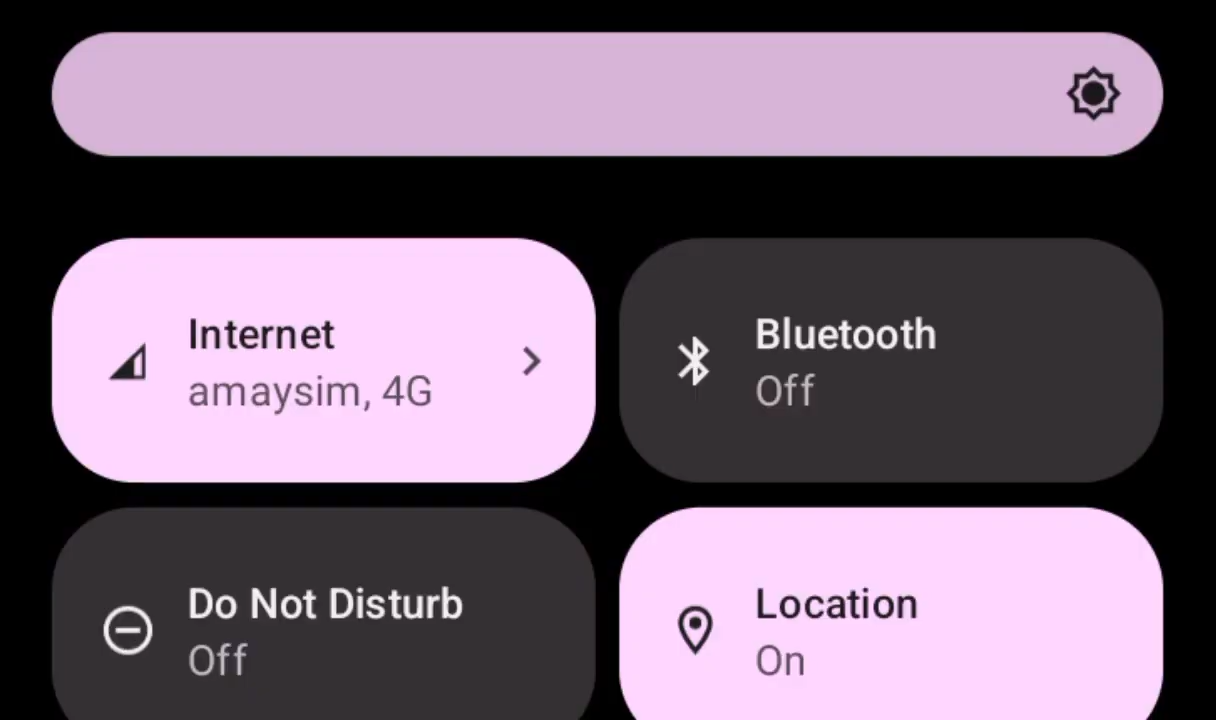 Internet
amaysim, 4G
Bluetooth
Off
Do Not Disturb
Off
Location
On